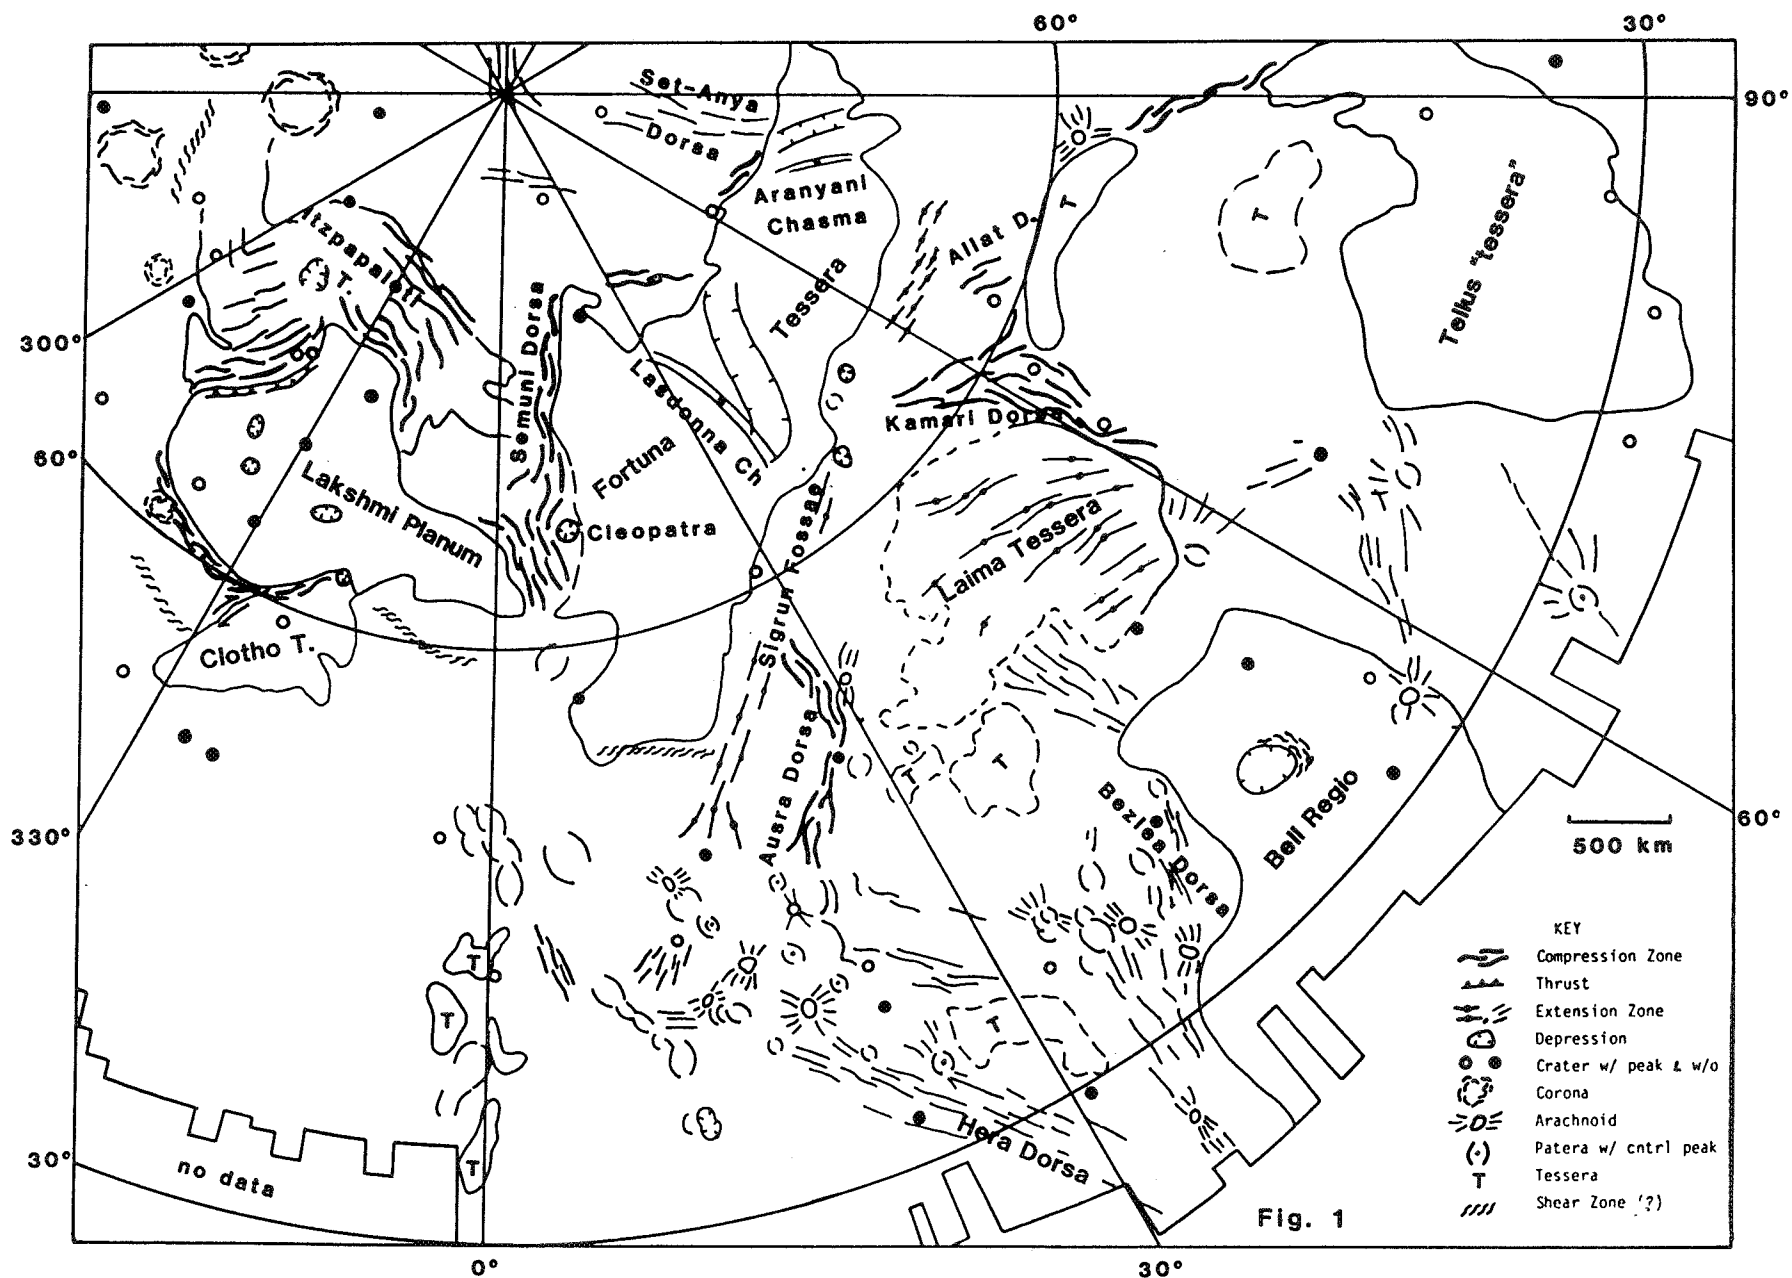 60°
30°
90°
Set-Anya
Dorsa
Aranyani
Chasma
T
T
Tellus "tessera"
Allat D.
Itzpapalotl
T.
Tessera
300°
Semuni Dorsa
Lasdonna Ch
Kamari Dorsa
60°
Lakshmi Planum
Fortuna
Cleopatra
Sigrun Fossae
Laima Tessera
Clotho T.
Ausra Dorsa
T
T
Bezlea Dorsa
Bell Regio
500 km
60°
330°
T
T
T
T
Hera Dorsa
30°
no data
KEY
Compression Zone
Thrust
Extension Zone
Depression
Crater w/ peak & w/o
Corona
Arachnoid
Patera w/ cntrl peak
T Tessera
Shear Zone (?)
Fig. 1
0°
30°